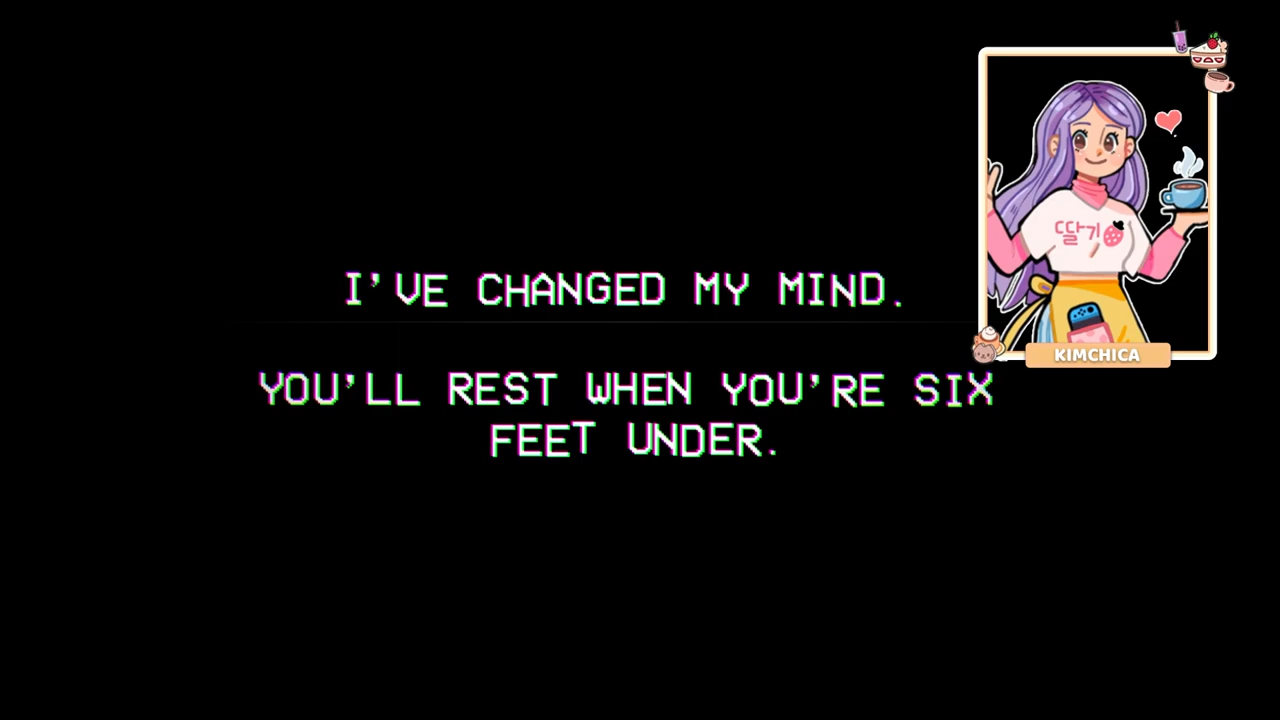 I'VE CHANGED MY MIND.
YOU'LL REST WHEN YOU'RE SIX
FEET UNDER.
딸기
KIMCHICA